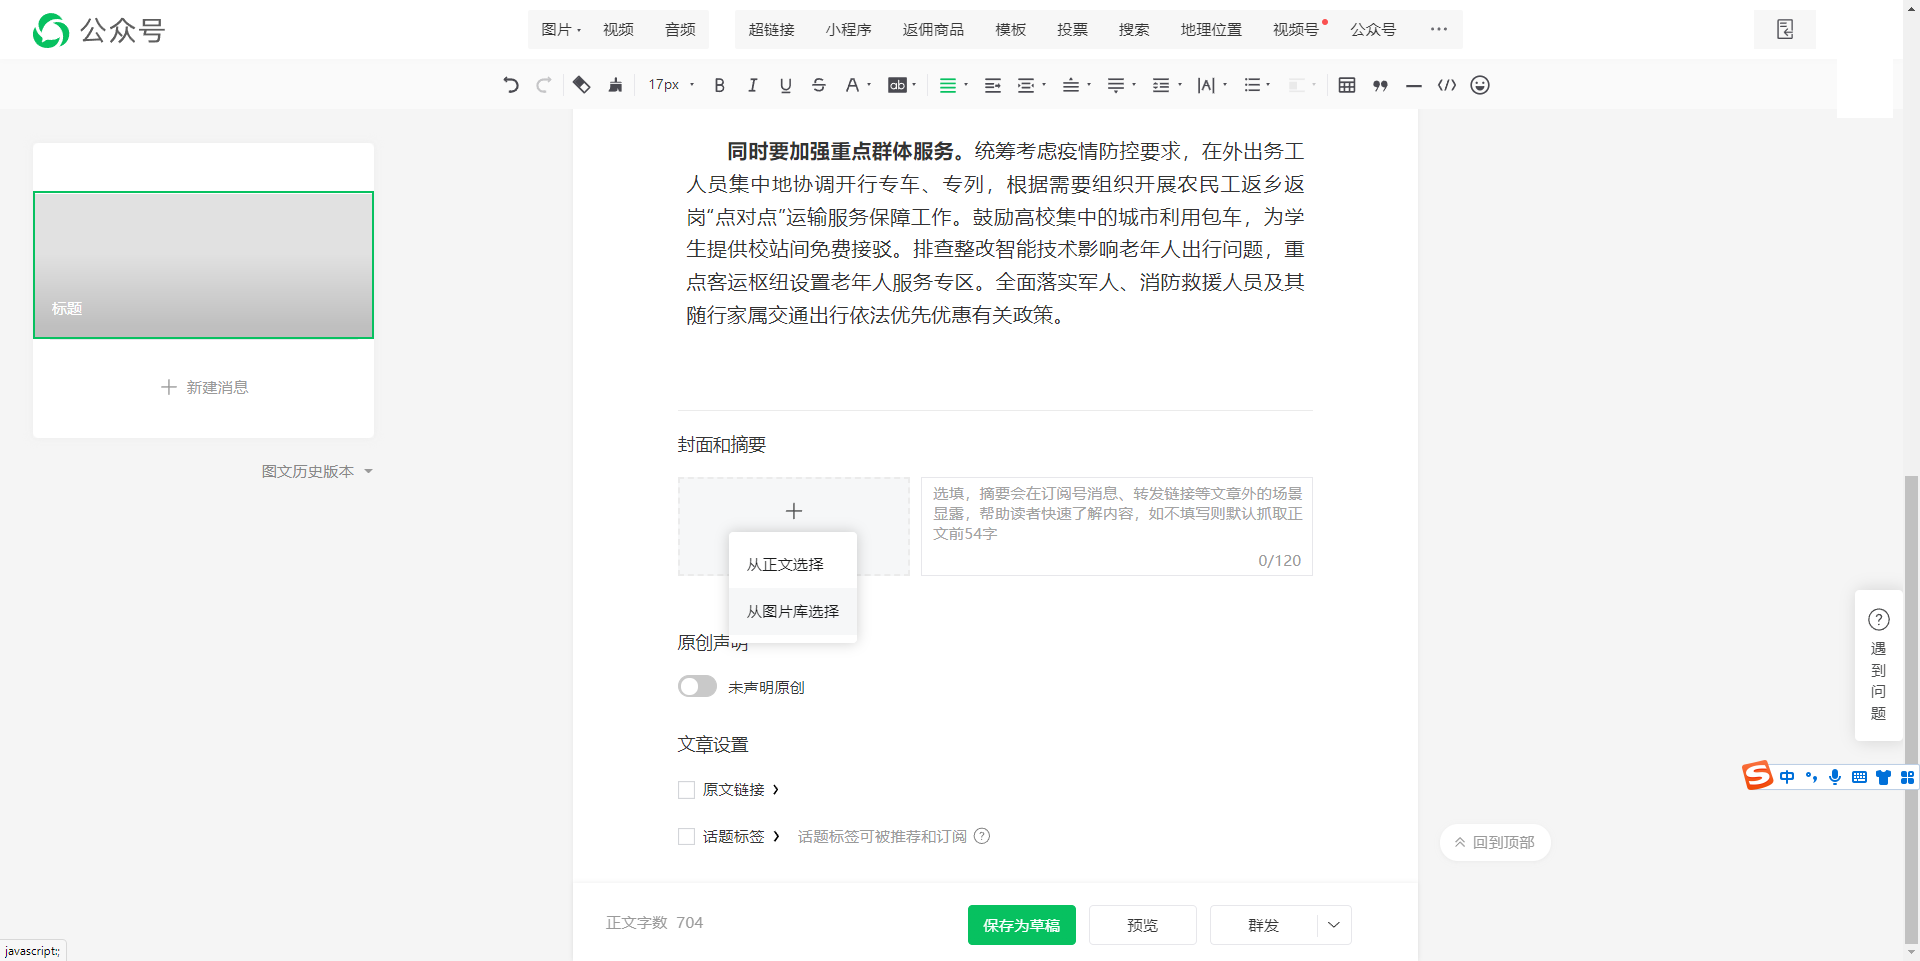 公众号
图片 视频 音频 超链接 小程序 返佣商品 模板 投票 搜索 地理位置 视频号 公众号 ···
17px B I U S A ab |A|
标题
新建消息
图文历史版本
同时要加强重点群体服务。统筹考虑疫情防控要求，在外出务工
人员集中地协调开行专车、专列，根据需要组织开展农民工返乡返
岗“点对点”运输服务保障工作。鼓励高校集中的城市利用包车，为学
生提供校站间免费接驳。排查整改智能技术影响老年人出行问题，重
点客运枢纽设置老年人服务专区。全面落实军人、消防救援人员及其
随行家属交通出行依法优先优惠有关政策。
封面和摘要
选填，摘要会在订阅号消息、转发链接等文章外的场景
显露，帮助读者快速了解内容，如不填写则默认抓取正
文前54字
0/120
从正文选择
从图片库选择
原创声明
未声明原创
文章设置
原文链接
话题标签 话题标签可被推荐和订阅 ?
正文字数 704
保存为草稿 预览 群发
?
遇
到
问
题
S 中
回到顶部
javascript:;